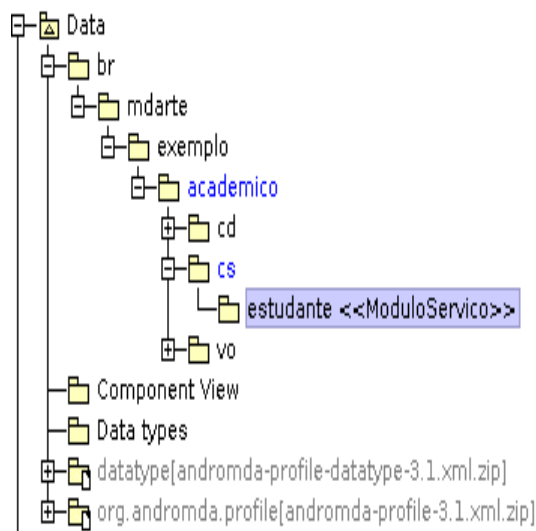 Data
br
mdarte
exemplo
academico
cd
cs
estudante <<ModuloServico>>
vo
Component View
Data types
datatype[andromda-profile-datatype-3.1.xml.zip]
org.andromda.profile[andromda-profile-3.1.xml.zip]